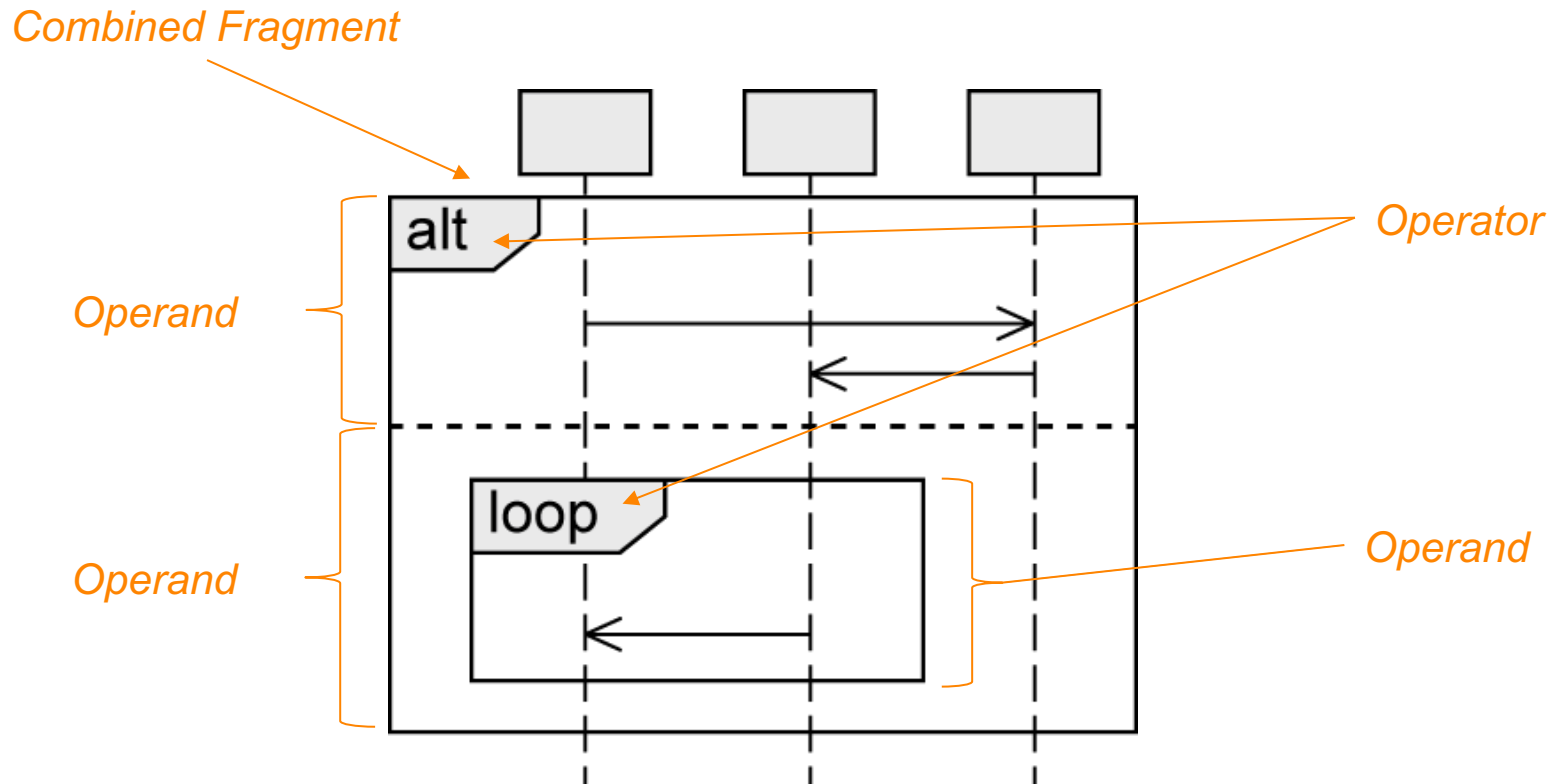 Combined Fragment
alt
Operator
Operand
loop
Operand
Operand